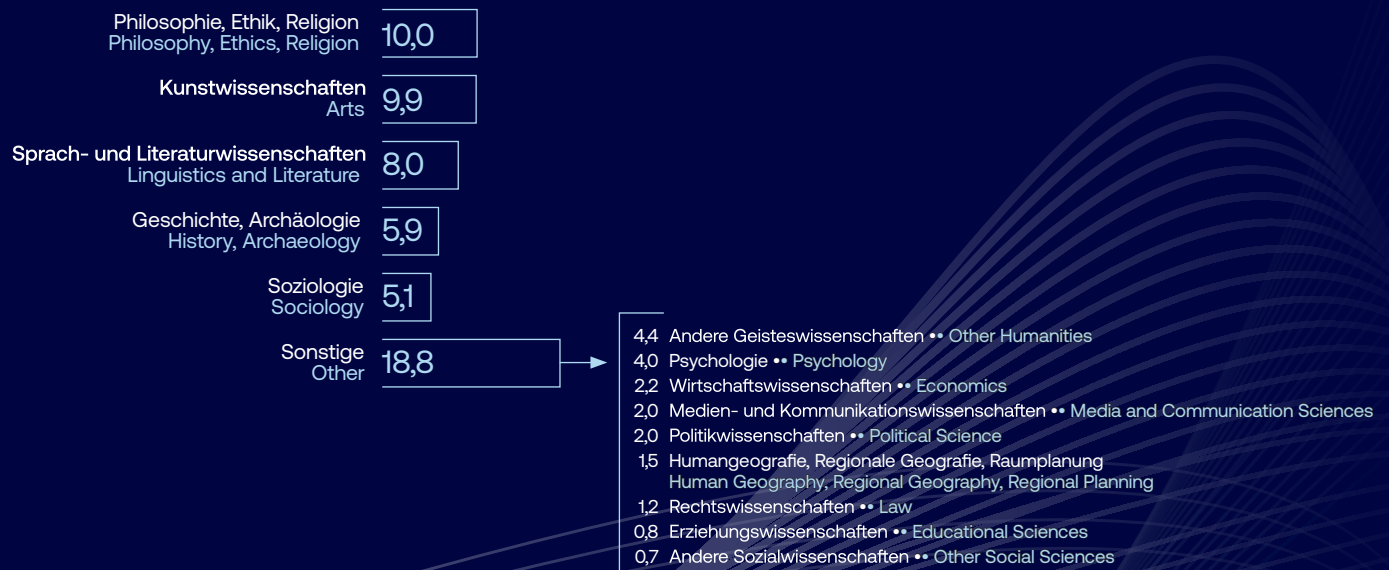 Philosophie, Ethik, Religion
Philosophy, Ethics, Religion
10,0
Kunstwissenschaften
Arts
9,9
Sprach- und Literaturwissenschaften
Linguistics and Literature
8,0
Geschichte, Archäologie
History, Archaeology
5,9
Soziologie
Sociology
5,1
Sonstige
Other
18,8
4,4 Andere Geisteswissenschaften •• Other Humanities
4,0 Psychologie •• Psychology
2,2 Wirtschaftswissenschaften •• Economics
2,0 Medien- und Kommunikationswissenschaften •• Media and Communication Sciences
2,0 Politikwissenschaften •• Political Science
1,5 Humangeografie, Regionale Geografie, Raumplanung
Human Geography, Regional Geography, Regional Planning
1,2 Rechtswissenschaften •• Law
0,8 Erziehungswissenschaften •• Educational Sciences
0,7 Andere Sozialwissenschaften •• Other Social Sciences